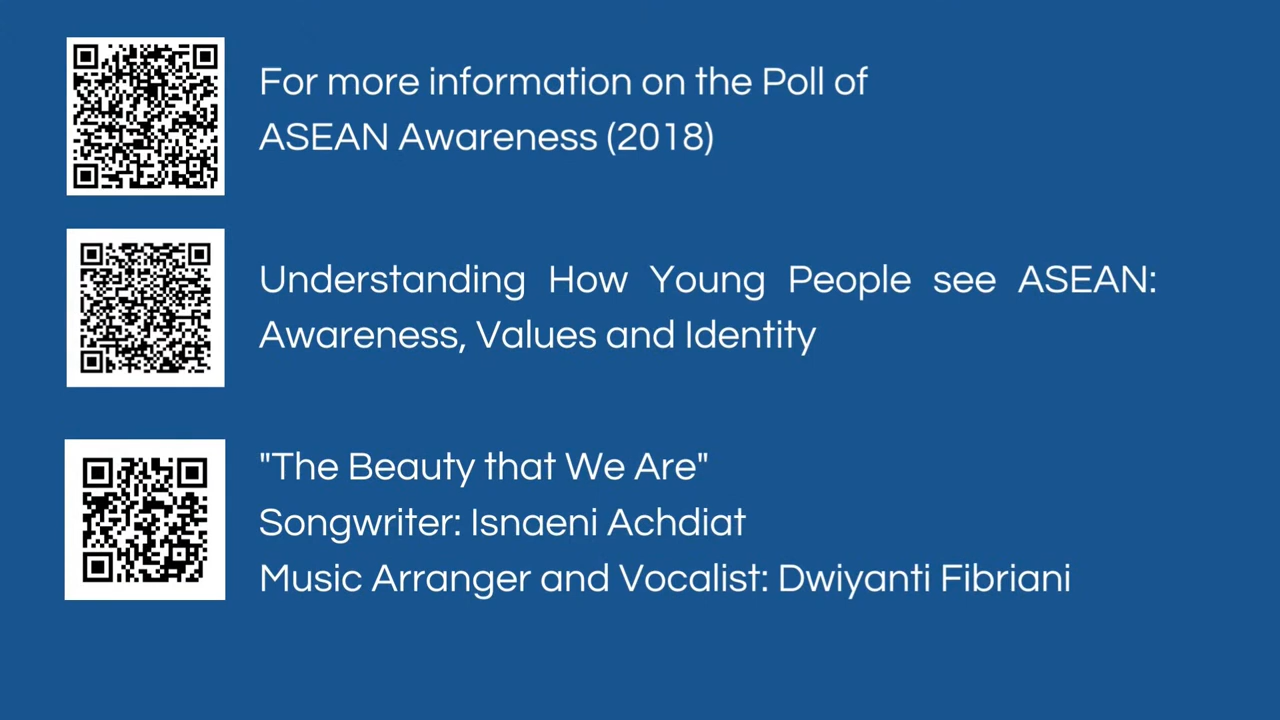 For more information on the Poll of
ASEAN Awareness (2018)
Understanding How Young People see ASEAN:
Awareness, Values and Identity
"The Beauty that We Are"
Songwriter: Isnaeni Achdiat
Music Arranger and Vocalist: Dwiyanti Fibriani